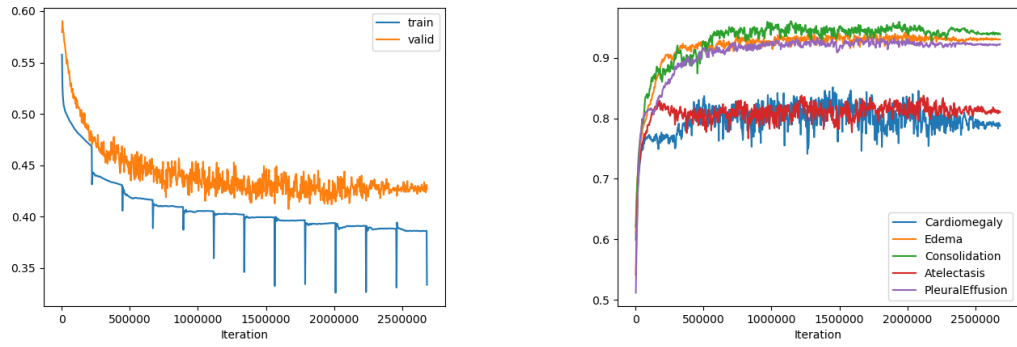 0.60
0.55
0.50
0.45
0.40
0.35
train
valid
0 500000 1000000 1500000 2000000 2500000
Iteration
0.9
0.8
0.7
0.6
0.5
Cardiomegaly
Edema
Consolidation
Atelectasis
PleuralEffusion
0 500000 1000000 1500000 2000000 2500000
Iteration